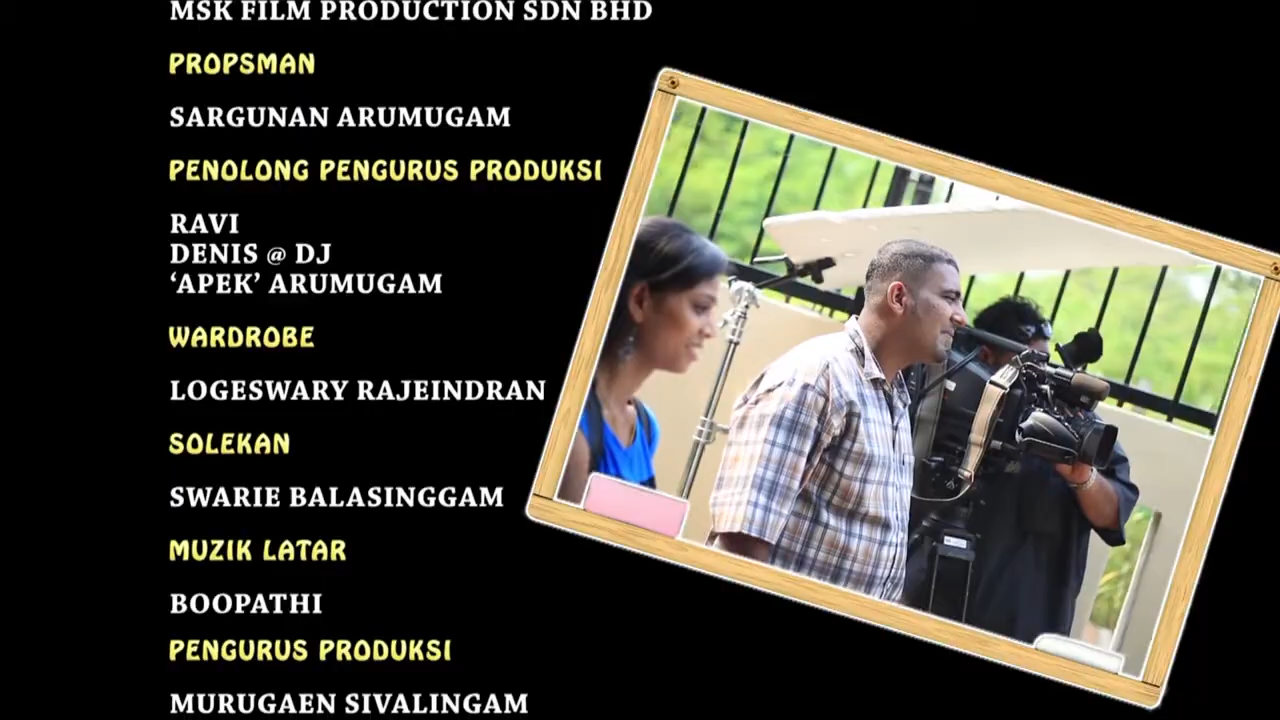 MSK FILM PRODUCTION SDN BHD
PROPSMAN
SARGUNAN ARUMUGAM
PENOLONG PENGURUS PRODUKSI
RAVI
DENIS @ DJ
‘APEK’ ARUMUGAM
WARDROBE
LOGESWARY RAJEINDRAN
SOLEKAN
SWARIE BALASINGGAM
MUZIK LATAR
BOOPATHI
PENGURUS PRODUKSI
MURUGAEN SIVALINGAM